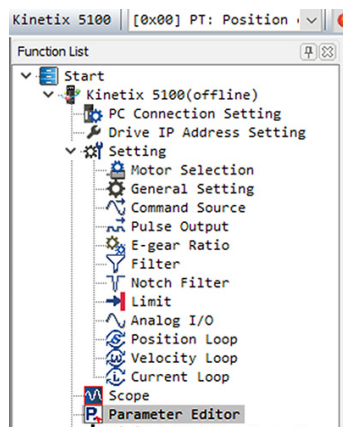 Kinetix 5100 [0x00] PT: Position
Function List
Start
Kinetix 5100(offline)
PC Connection Setting
Drive IP Address Setting
Setting
Motor Selection
General Setting
Command Source
Pulse Output
E-gear Ratio
Filter
Notch Filter
Limit
Analog I/O
Position Loop
Velocity Loop
Current Loop
Scope
Parameter Editor